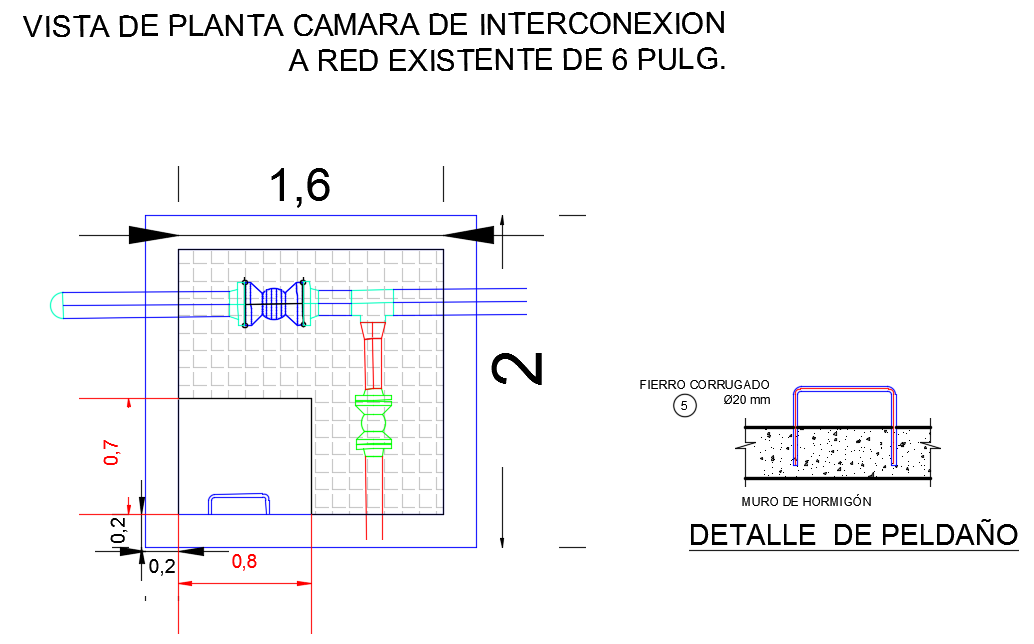 VISTA DE PLANTA CAMARA DE INTERCONEXION
A RED EXISTENTE DE 6 PULG.
1,6
2
0,7
0,2
0,2
0,8
FIERRO CORRUGADO
Ø20 mm
5
MURO DE HORMIGÓN
DETALLE DE PELDAÑO